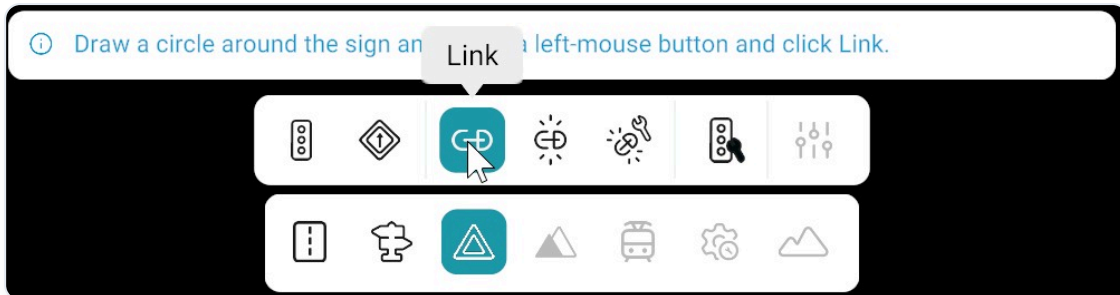 Draw a circle around the sign an a left-mouse button and click Link.
Link